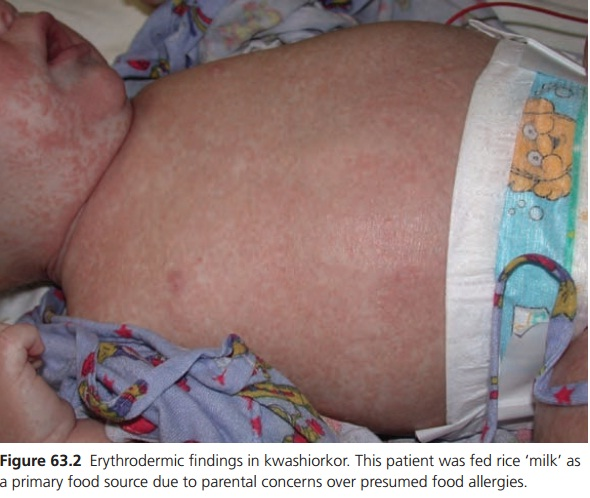 Figure 63.2 Erythrodermic findings in kwashiorkor. This patient was fed rice ‘milk’ as
a primary food source due to parental concerns over presumed food allergies.